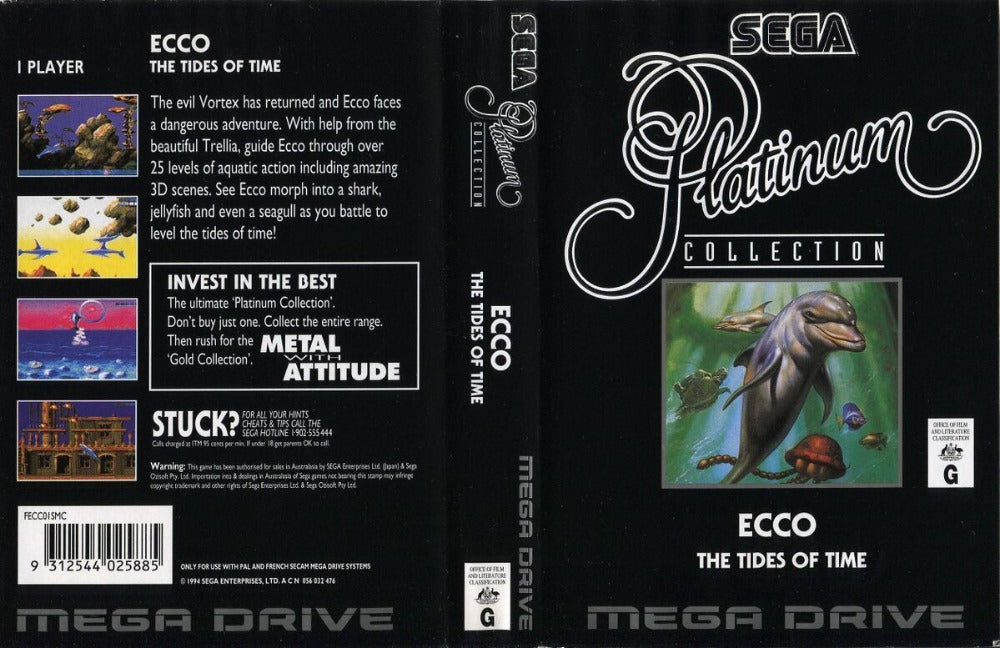 1 PLAYER
ECCO
THE TIDES OF TIME
The evil Vortex has returned and Ecco faces
a dangerous adventure. With help from the
beautiful Trellia, guide Ecco through over
25 levels of aquatic action including amazing
3D scenes. See Ecco morph into a shark,
jellyfish and even a seagull as you battle to
level the tides of time!
INVEST IN THE BEST
The ultimate 'Platinum Collection'.
Don't buy just one. Collect the entire range.
Then rush for the
'Gold Collection'.
METAL
WITH
ATTITUDE
STUCK?
FOR ALL YOUR HINTS
CHEATS & TIPS CALL THE
SEGA HOTLINE 1-902-555-444
Calls charged at ITM 95 cents per min. If under 18 get parents OK to call.
Warning: This game has been authorised for sales in Australasia by SEGA Enterprises Ltd. (Japan) & Sega
Ozisoft Pty. Ltd. Importation into & dealings in Australasia of Sega games not bearing this stamp may infringe
copyright trademark and other rights of Sega Enterprises Ltd. & Sega Ozisoft Pty Ltd.
FECC01SMC
9 312544 025885
ONLY FOR USE WITH PAL AND FRENCH SECAM MEGA DRIVE SYSTEMS
© 1994 SEGA ENTERPRISES, LTD. A C N 056 032 476
MEGA DRIVE
SEGA
Platinum
COLLECTION
ECCO
THE TIDES OF TIME
MEGA DRIVE
OFFICE OF FILM
AND LITERATURE
CLASSIFICATION
G
SEGA
Platinum
COLLECTION
OFFICE OF FILM
AND LITERATURE
CLASSIFICATION
G
ECCO
THE TIDES OF TIME
MEGA DRIVE